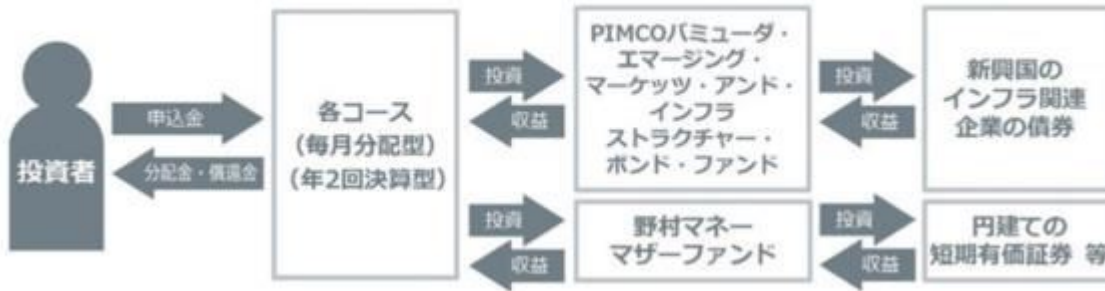 投資者
申込金
分配金・償還金
各コース
（毎月分配型）
（年2回決算型）
投資
収益
PIMCOバミューダ・
エマージング・
マーケッツ・アンド・
インフラ
ストラクチャー・
ボンド・ファンド
投資
収益
新興国の
インフラ関連
企業の債券
投資
収益
野村マネー
マザーファンド
投資
収益
円建ての
短期有価証券 等